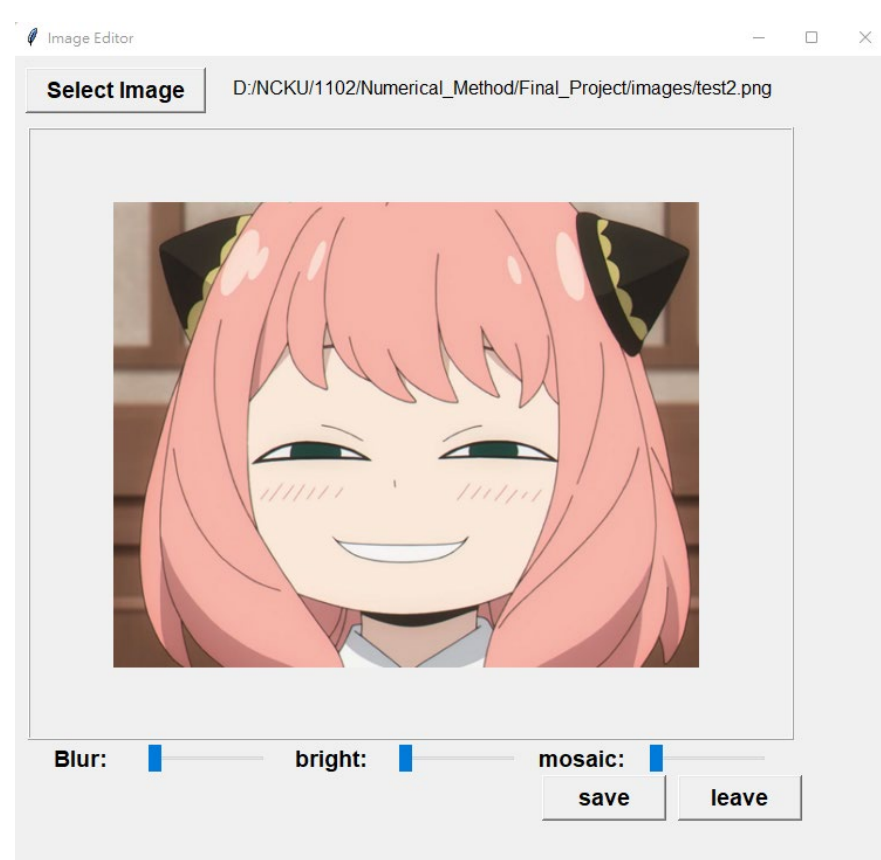 Image Editor
Select Image
D:/NCKU/1102/Numerical_Method/Final_Project/images/test2.png
Blur:
bright:
mosaic:
save
leave